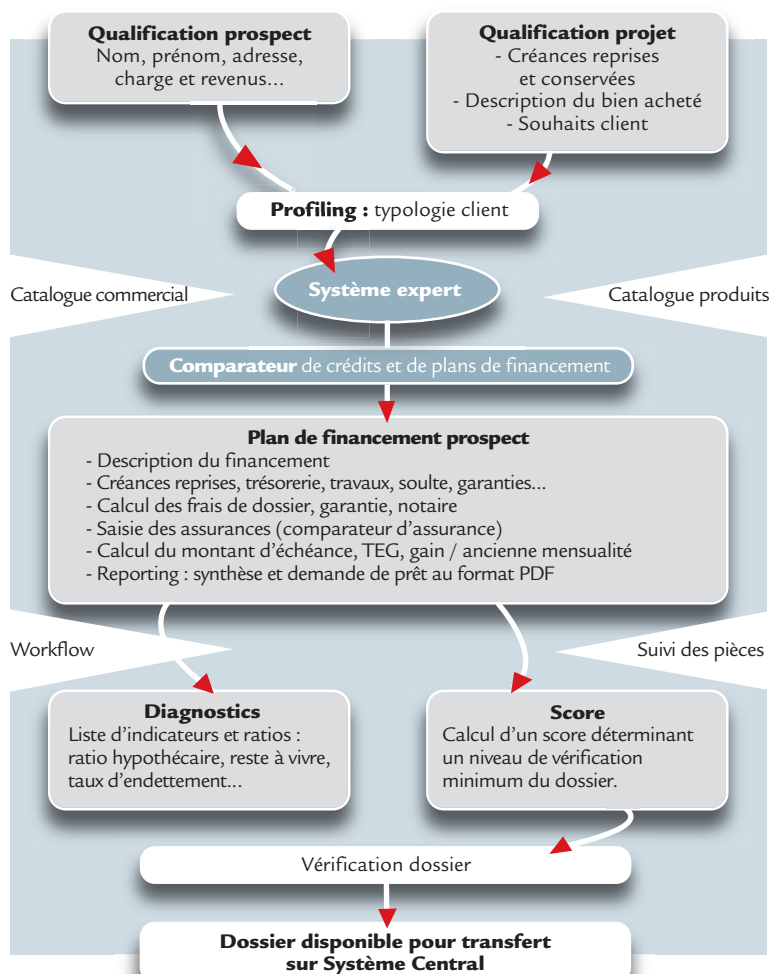 Qualification prospect
Nom, prénom, adresse,
charge et revenus...
Qualification projet
- Créances reprises
et conservées
- Description du bien acheté
- Souhaits client
Profiling : typologie client
Catalogue commercial
Système expert
Catalogue produits
Comparateur de crédits et de plans de financement
Plan de financement prospect
- Description du financement
- Créances reprises, trésorerie, travaux, soulte, garanties...
- Calcul des frais de dossier, garantie, notaire
- Saisie des assurances (comparateur d'assurance)
- Calcul du montant d'échéance, TEG, gain / ancienne mensualité
- Reporting : synthèse et demande de prêt au format PDF
Workflow
Suivi des pièces
Diagnostics
Liste d'indicateurs et ratios :
ratio hypothécaire, reste à vivre,
taux d'endettement...
Score
Calcul d'un score déterminant
un niveau de vérification
minimum du dossier.
Vérification dossier
Dossier disponible pour transfert
sur Système Central